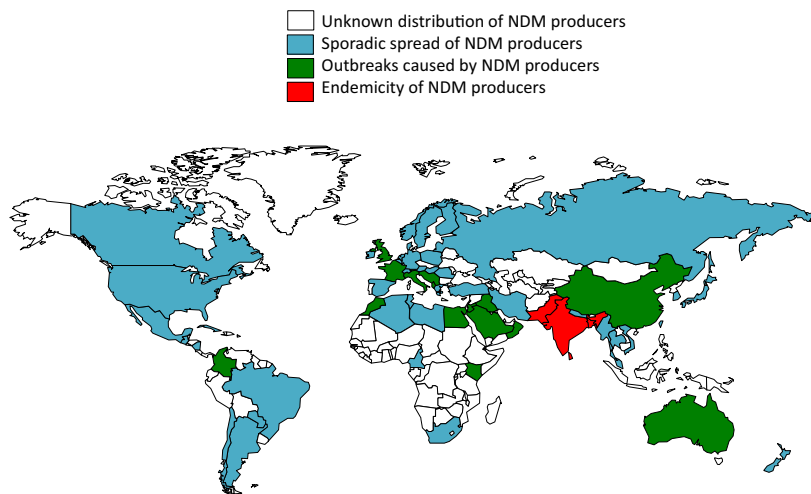 Unknown distribution of NDM producers
Sporadic spread of NDM producers
Outbreaks caused by NDM producers
Endemicity of NDM producers